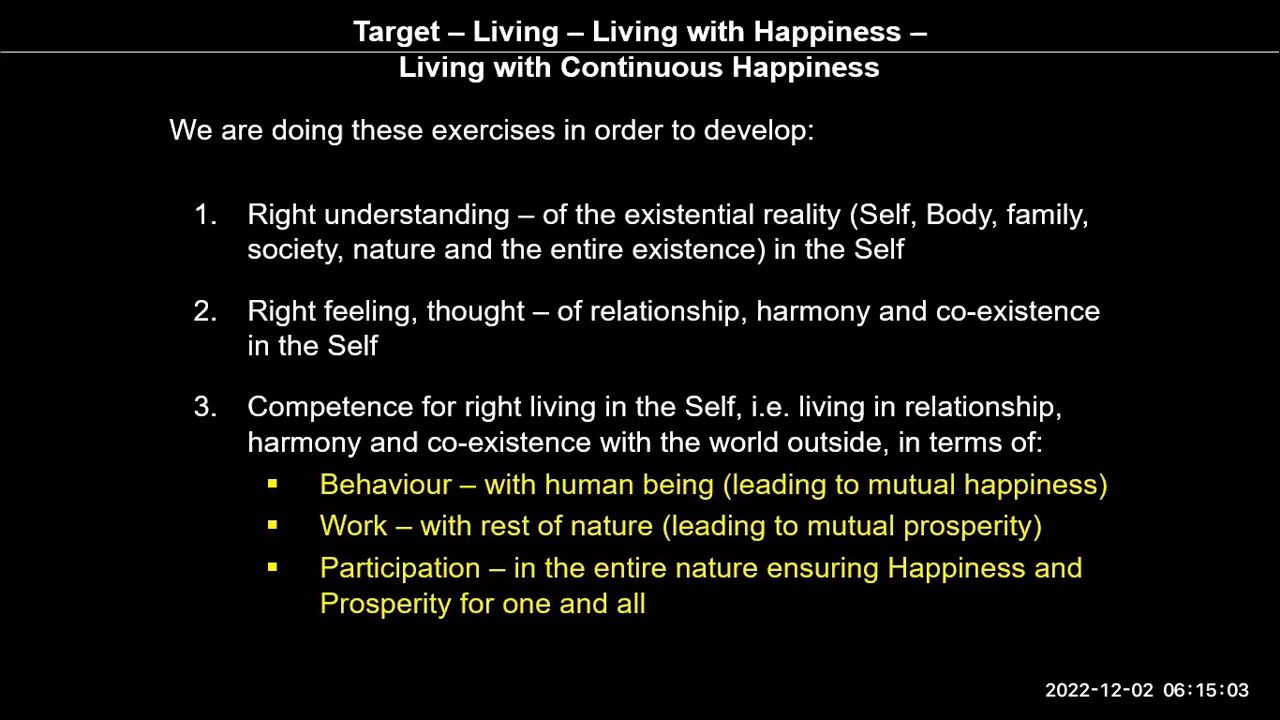 Target – Living – Living with Happiness –
Living with Continuous Happiness
We are doing these exercises in order to develop:
1. Right understanding – of the existential reality (Self, Body, family,
society, nature and the entire existence) in the Self
2. Right feeling, thought – of relationship, harmony and co-existence
in the Self
3. Competence for right living in the Self, i.e. living in relationship,
harmony and co-existence with the world outside, in terms of:
▪ Behaviour – with human being (leading to mutual happiness)
▪ Work – with rest of nature (leading to mutual prosperity)
▪ Participation – in the entire nature ensuring Happiness and
Prosperity for one and all
2022-12-02 06:15:03